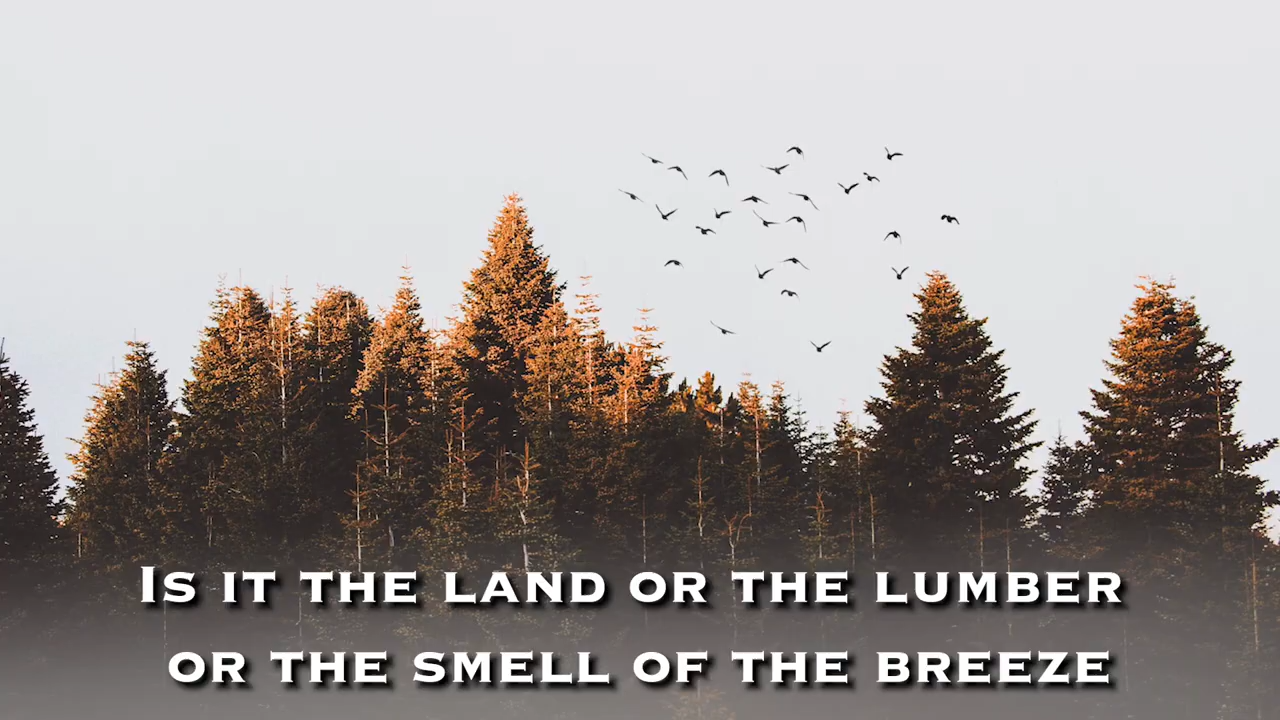 Is it the land or the lumber
or the smell of the breeze